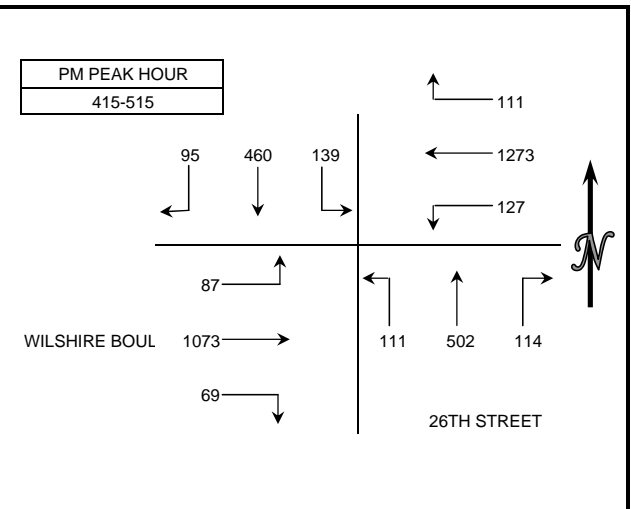 PM PEAK HOUR
415-515
111
95 460 139
1273
127
N
87
WILSHIRE BOUL 1073
111 502 114
69
26TH STREET